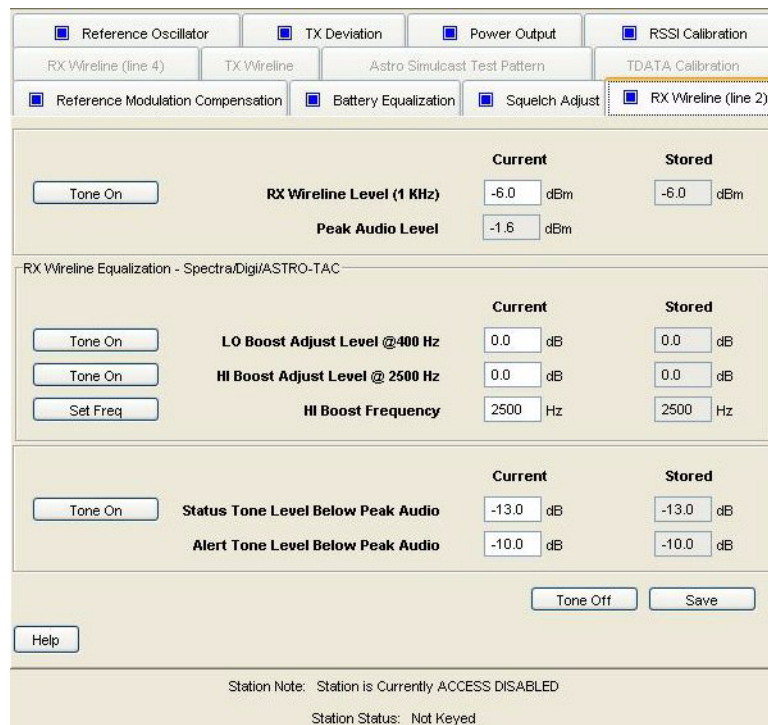 Reference Oscillator TX Deviation Power Output RSSI Calibration
RX Wireline (line 4) TX Wireline Astro Simulcast Test Pattern TDATA Calibration
Reference Modulation Compensation Battery Equalization Squelch Adjust RX Wireline (line 2)
Current Stored
Tone On RX Wireline Level (1 KHz) -6.0 dBm -6.0 dBm
Peak Audio Level -1.6 dBm
RX Wireline Equalization - Spectra/Digi/ASTRO-TAC
Current Stored
Tone On LO Boost Adjust Level @400 Hz 0.0 dB 0.0 dB
Tone On HI Boost Adjust Level @ 2500 Hz 0.0 dB 0.0 dB
Set Freq HI Boost Frequency 2500 Hz 2500 Hz
Current Stored
Tone On Status Tone Level Below Peak Audio -13.0 dB -13.0 dB
Alert Tone Level Below Peak Audio -10.0 dB -10.0 dB
Tone Off Save
Help
Station Note: Station is Currently ACCESS DISABLED
Station Status: Not Keyed